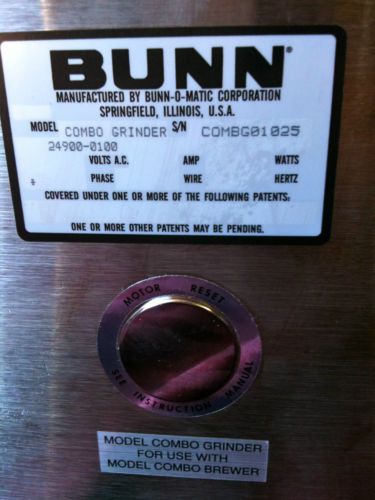 BUNN®
MANUFACTURED BY BUNN-O-MATIC CORPORATION
SPRINGFIELD, ILLINOIS, U.S.A.
MODEL COMBO GRINDER S/N COMBG01025
24900-0100
VOLTS A.C. AMP WATTS
PHASE WIRE HERTZ
COVERED UNDER ONE OR MORE OF THE FOLLOWING PATENTS:
ONE OR MORE OTHER PATENTS MAY BE PENDING.
MOTOR RESET
SEE INSTRUCTION MANUAL
MODEL COMBO GRINDER
FOR USE WITH
MODEL COMBO BREWER